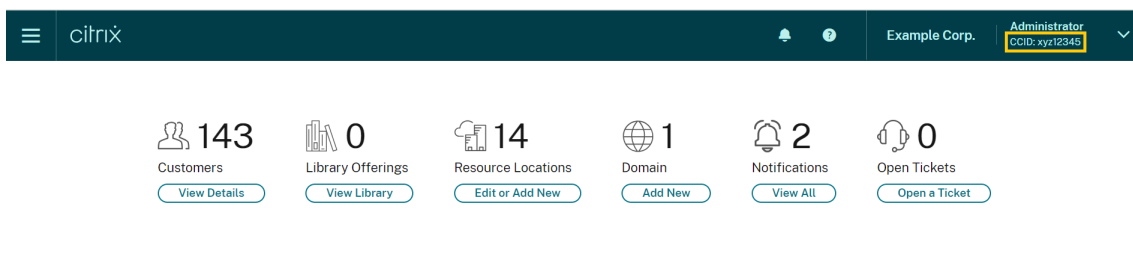 citrix
Example Corp.
Administrator
CCID: xyz12345
143
0
14
1
2
0
Customers
Library Offerings
Resource Locations
Domain
Notifications
Open Tickets
View Details
View Library
Edit or Add New
Add New
View All
Open a Ticket